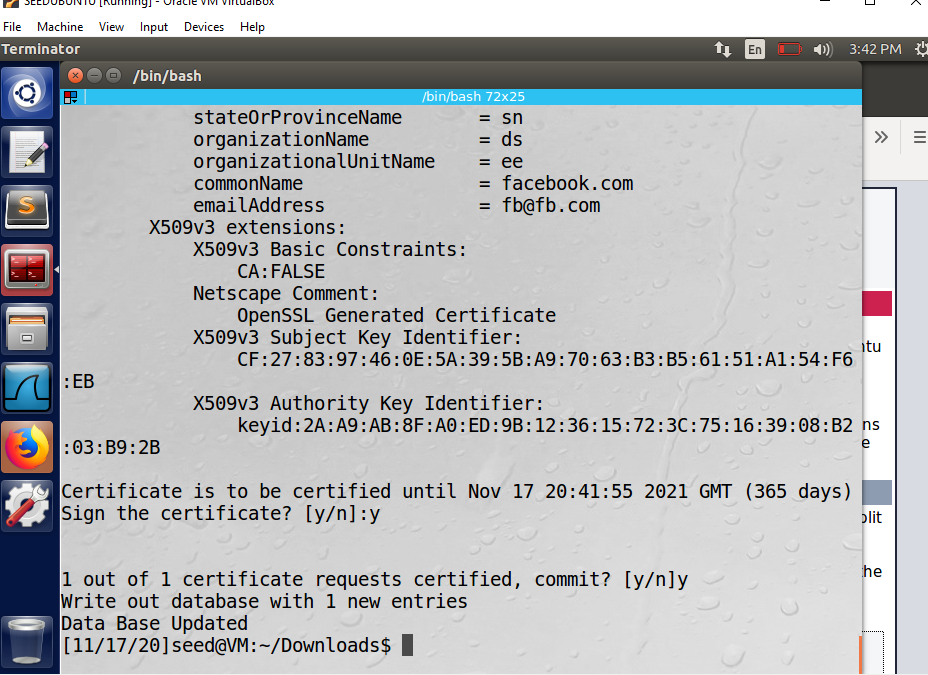 SEEDUBUNTU [Running] - Oracle VM VirtualBox
File Machine View Input Devices Help
Terminator En 3:42 PM
/bin/bash
/bin/bash 72x25
stateOrProvinceName = sn
organizationName = ds
organizationalUnitName = ee
commonName = facebook.com
emailAddress = fb@fb.com
X509v3 extensions:
X509v3 Basic Constraints:
CA:FALSE
Netscape Comment:
OpenSSL Generated Certificate
X509v3 Subject Key Identifier:
CF:27:83:97:46:0E:5A:39:5B:A9:70:63:B3:B5:61:51:A1:54:F6
:EB
X509v3 Authority Key Identifier:
keyid:2A:A9:AB:8F:A0:ED:9B:12:36:15:72:3C:75:16:39:08:B2
:03:B9:2B
Certificate is to be certified until Nov 17 20:41:55 2021 GMT (365 days)
Sign the certificate? [y/n]:y
1 out of 1 certificate requests certified, commit? [y/n]y
Write out database with 1 new entries
Data Base Updated
[11/17/20]seed@VM:~/Downloads$